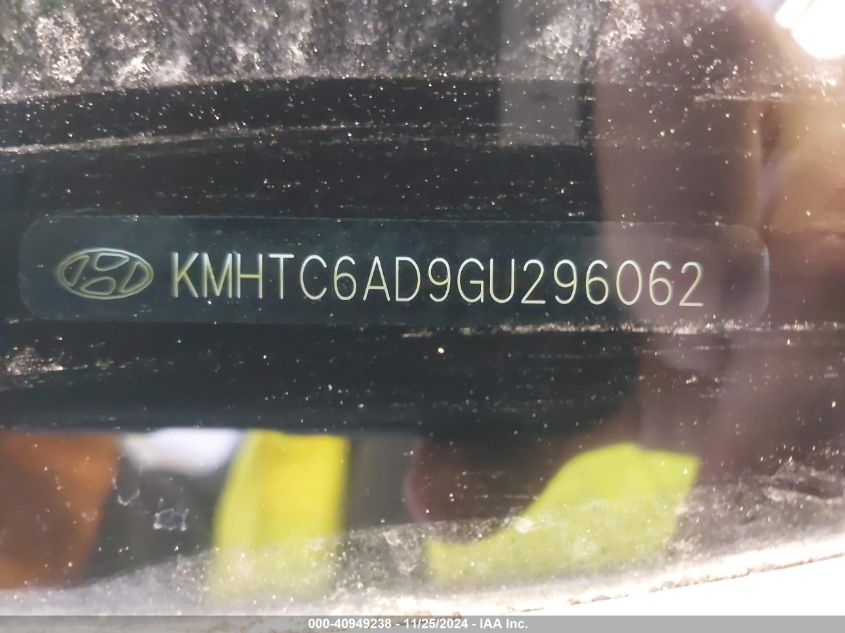 KMHTC6AD9GU296062
000-40949238 - 11/25/2024 - IAA Inc.